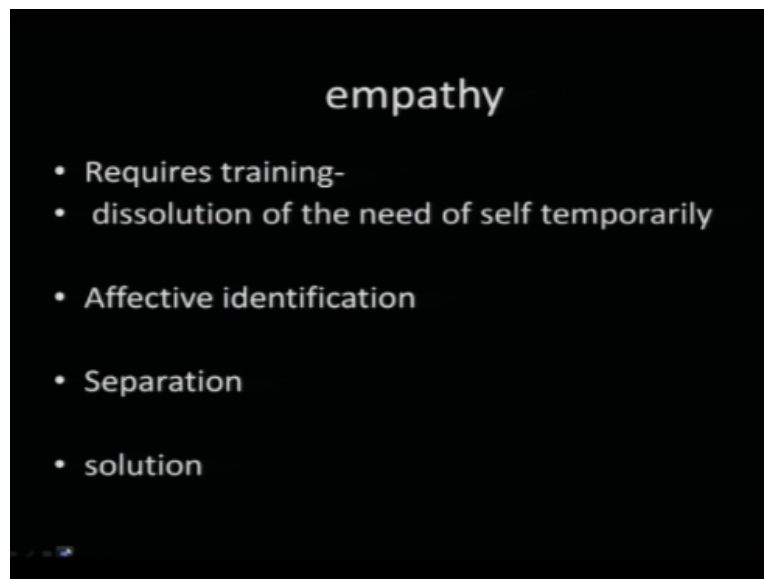 empathy
• Requires training-
• dissolution of the need of self temporarily
• Affective identification
• Separation
• solution